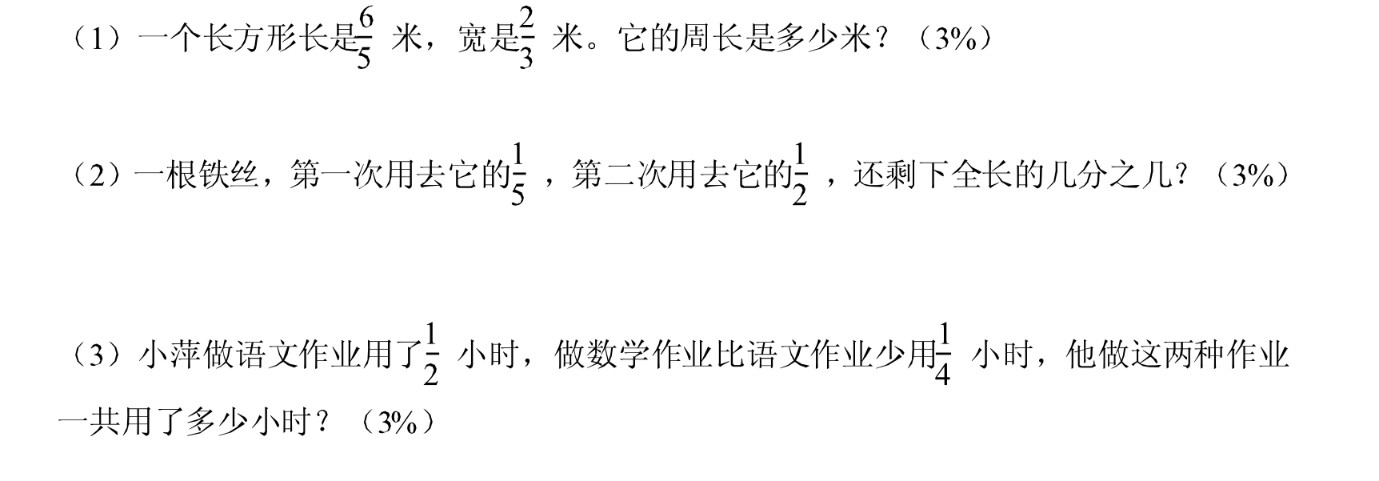 (1)一个长方形长是6/5 米，宽是2/3 米。它的周长是多少米？（3%）
(2)一根铁丝，第一次用去它的1/5 ，第二次用去它的1/2 ，还剩下全长的几分之几？（3%）
(3)小萍做语文作业用了1/2 小时，做数学作业比语文作业少用1/4 小时，他做这两种作业
一共用了多少小时？（3%）